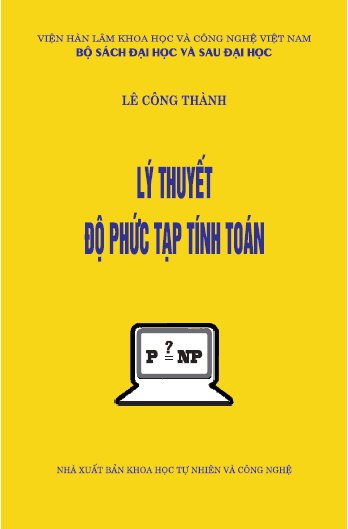 VIỆN HÀN LÂM KHOA HỌC VÀ CÔNG NGHỆ VIỆT NAM
BỘ SÁCH ĐẠI HỌC VÀ SAU ĐẠI HỌC
LÊ CÔNG THÀNH
LÝ THUYẾT
ĐỘ PHỨC TẠP TÍNH TOÁN
P ≟ NP
NHÀ XUẤT BẢN KHOA HỌC TỰ NHIÊN VÀ CÔNG NGHỆ